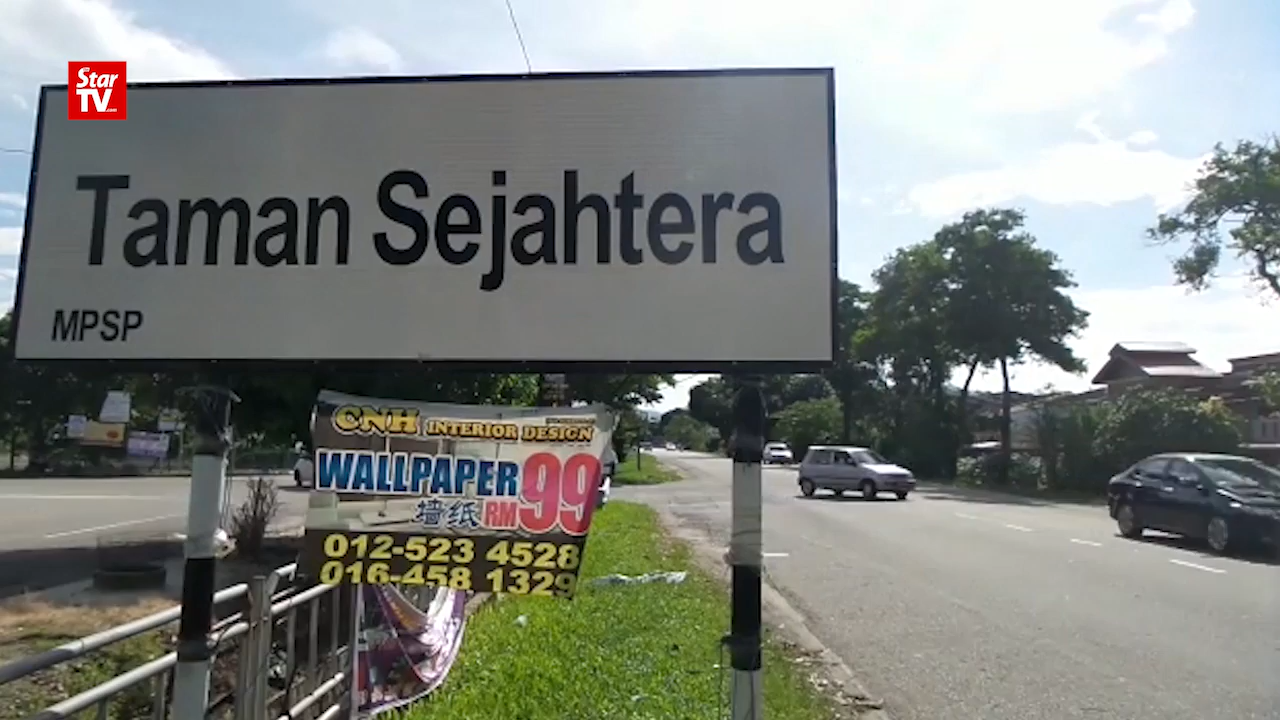 Star
TV.com
Taman Sejahtera
MPSP
CNH INTERIOR DESIGN
WALLPAPER 99
墙纸 RM
012-523 4528
016-458 1329